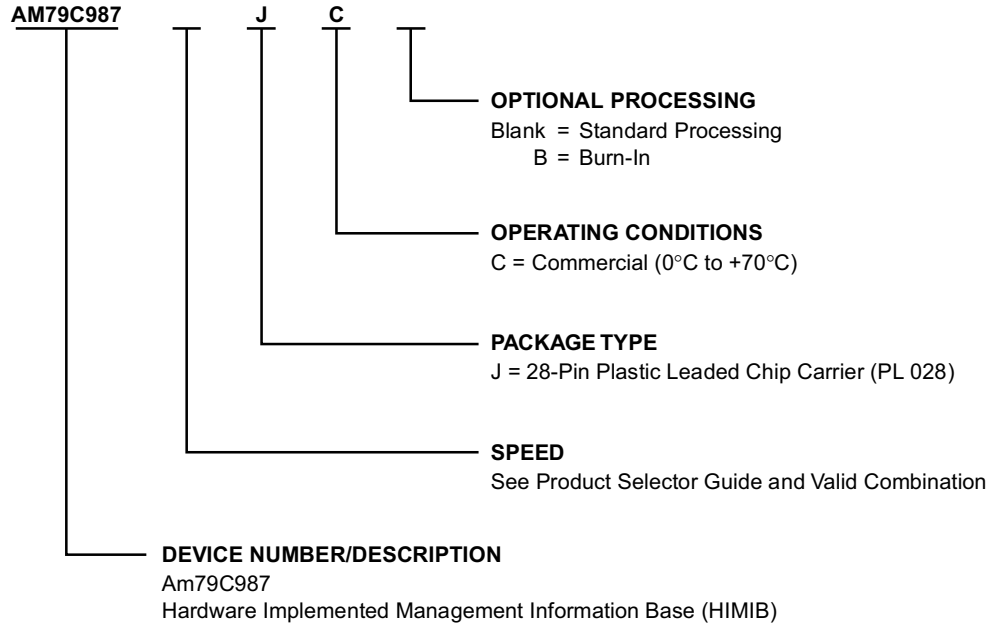 AM79C987 J C
OPTIONAL PROCESSING
Blank = Standard Processing
B = Burn-In
OPERATING CONDITIONS
C = Commercial (0°C to +70°C)
PACKAGE TYPE
J = 28-Pin Plastic Leaded Chip Carrier (PL 028)
SPEED
See Product Selector Guide and Valid Combination
DEVICE NUMBER/DESCRIPTION
Am79C987
Hardware Implemented Management Information Base (HIMIB)